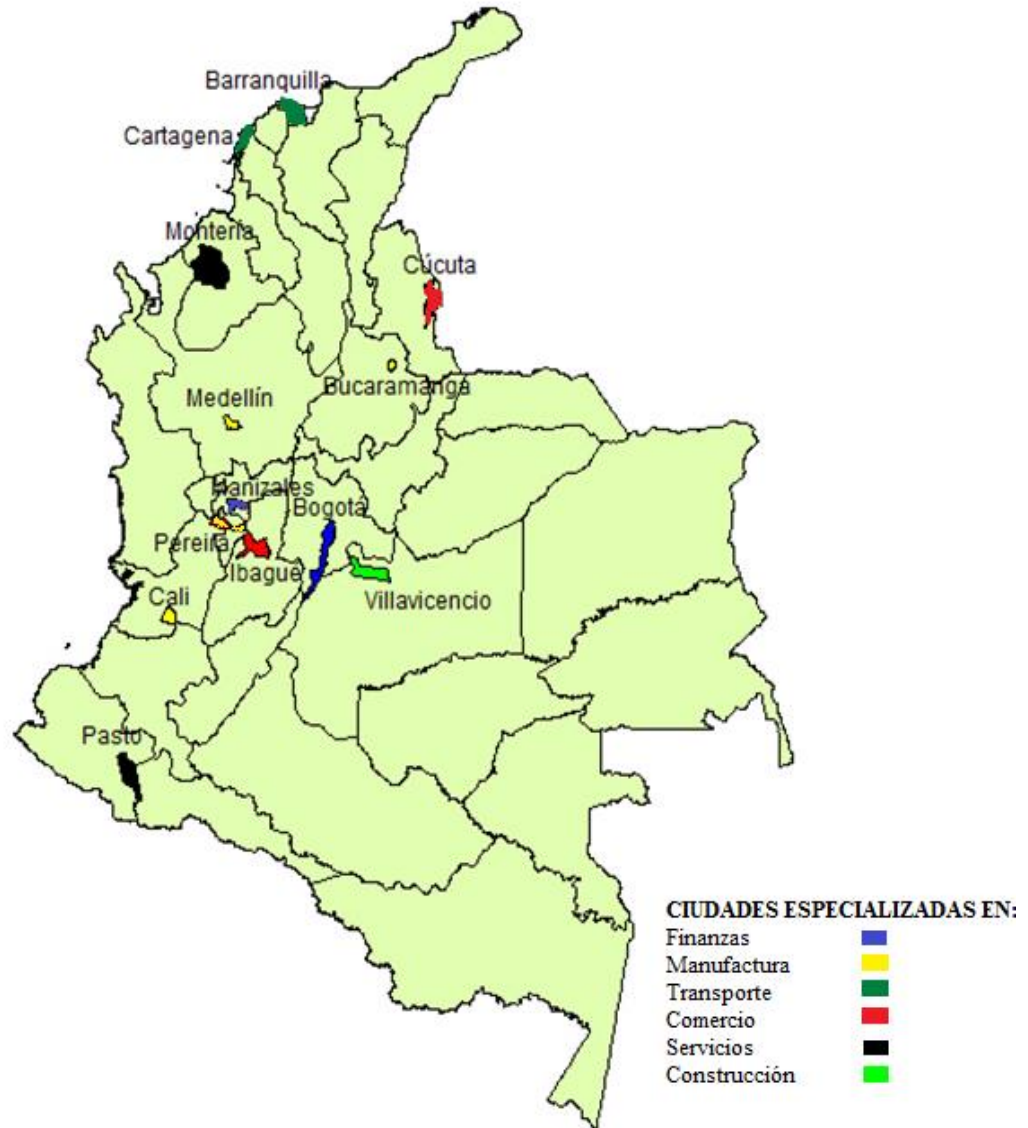 Barranquilla
Cartagena
Montería
Cúcuta
Bucaramanga
Medellín
Manizales
Bogotá
Pereira
Ibagué
Villavicencio
Cali
Pasto
CIUDADES ESPECIALIZADAS EN:
Finanzas
Manufactura
Transporte
Comercio
Servicios
Construcción